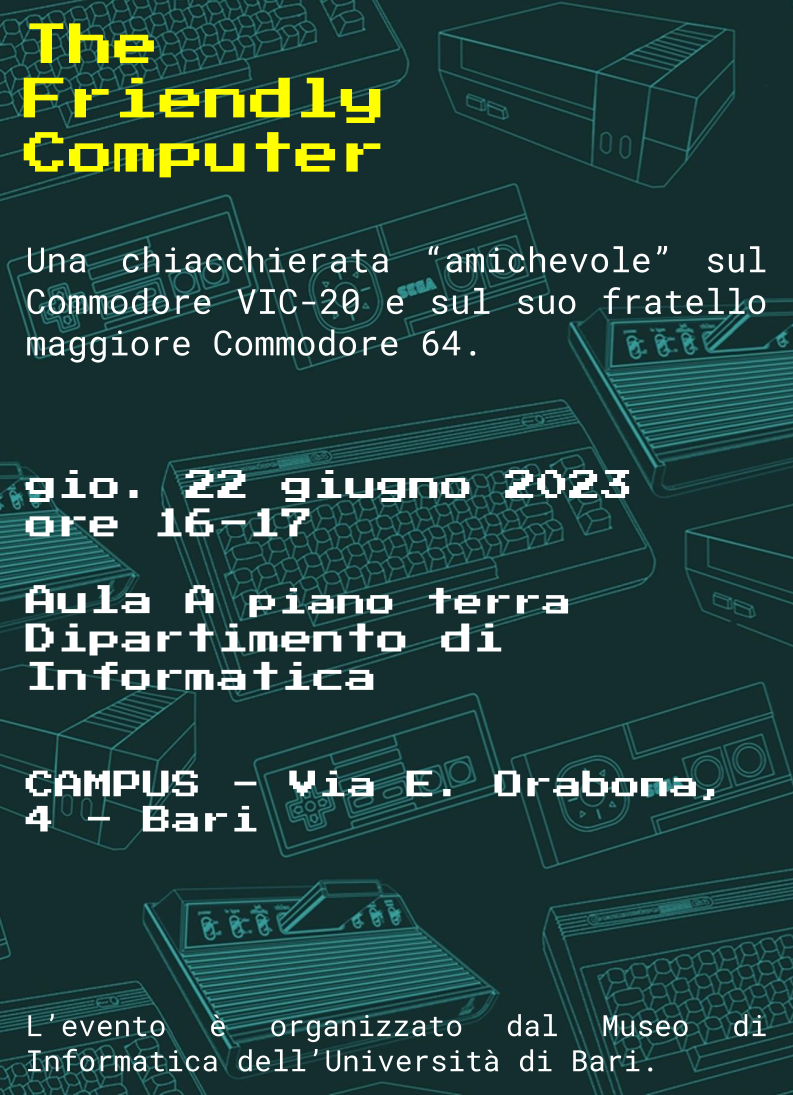 The
Friendly
Computer
Una chiacchierata “amichevole” sul
Commodore VIC-20 e sul suo fratello
maggiore Commodore 64.
SEGA
gio. 22 giugno 2023
ore 16-17
Aula A piano terra
Dipartimento di
Informatica
CAMPUS - Via E. Orabona,
4 - Bari
L’evento è organizzato dal Museo di
Informatica dell’Università di Bari.